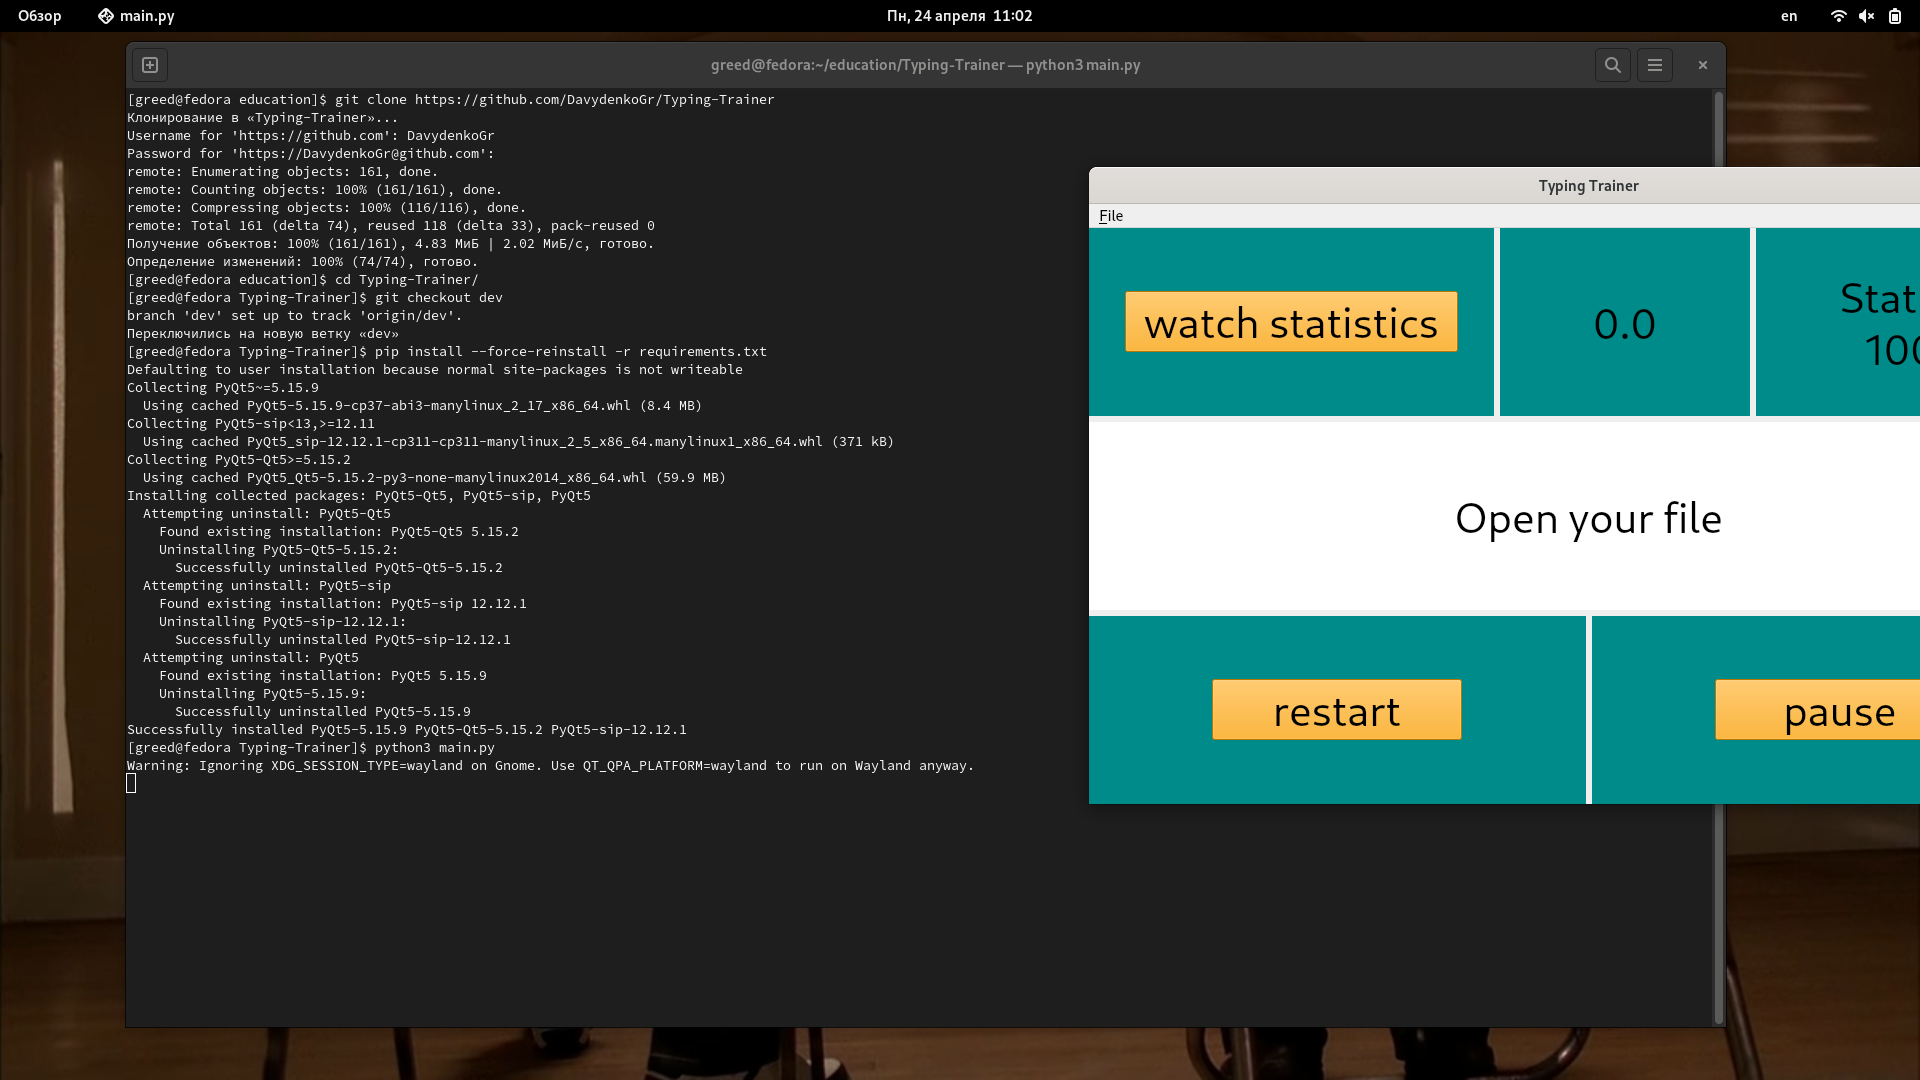 Обзор
main.py
Пн, 24 апреля 11:02
en
greed@fedora:~/education/Typing-Trainer — python3 main.py
[greed@fedora education]$ git clone https://github.com/DavydenkoGr/Typing-Trainer
Клонирование в «Typing-Trainer»...
Username for 'https://github.com': DavydenkoGr
Password for 'https://DavydenkoGr@github.com':
remote: Enumerating objects: 161, done.
remote: Counting objects: 100% (161/161), done.
remote: Compressing objects: 100% (116/116), done.
remote: Total 161 (delta 74), reused 118 (delta 33), pack-reused 0
Получение объектов: 100% (161/161), 4.83 МиБ | 2.02 МиБ/с, готово.
Определение изменений: 100% (74/74), готово.
[greed@fedora education]$ cd Typing-Trainer/
[greed@fedora Typing-Trainer]$ git checkout dev
branch 'dev' set up to track 'origin/dev'.
Переключились на новую ветку «dev»
[greed@fedora Typing-Trainer]$ pip install --force-reinstall -r requirements.txt
Defaulting to user installation because normal site-packages is not writeable
Collecting PyQt5~=5.15.9
  Using cached PyQt5-5.15.9-cp37-abi3-manylinux_2_17_x86_64.whl (8.4 MB)
Collecting PyQt5-sip<13,>=12.11
  Using cached PyQt5_sip-12.12.1-cp311-cp311-manylinux_2_5_x86_64.manylinux1_x86_64.whl (371 kB)
Collecting PyQt5-Qt5>=5.15.2
  Using cached PyQt5_Qt5-5.15.2-py3-none-manylinux2014_x86_64.whl (59.9 MB)
Installing collected packages: PyQt5-Qt5, PyQt5-sip, PyQt5
  Attempting uninstall: PyQt5-Qt5
    Found existing installation: PyQt5-Qt5 5.15.2
    Uninstalling PyQt5-Qt5-5.15.2:
      Successfully uninstalled PyQt5-Qt5-5.15.2
  Attempting uninstall: PyQt5-sip
    Found existing installation: PyQt5-sip 12.12.1
    Uninstalling PyQt5-sip-12.12.1:
      Successfully uninstalled PyQt5-sip-12.12.1
  Attempting uninstall: PyQt5
    Found existing installation: PyQt5 5.15.9
    Uninstalling PyQt5-5.15.9:
      Successfully uninstalled PyQt5-5.15.9
Successfully installed PyQt5-5.15.9 PyQt5-Qt5-5.15.2 PyQt5-sip-12.12.1
[greed@fedora Typing-Trainer]$ python3 main.py
Warning: Ignoring XDG_SESSION_TYPE=wayland on Gnome. Use QT_QPA_PLATFORM=wayland to run on Wayland anyway.
Typing Trainer
File
watch statistics
0.0
Stat
100
Open your file
restart
pause